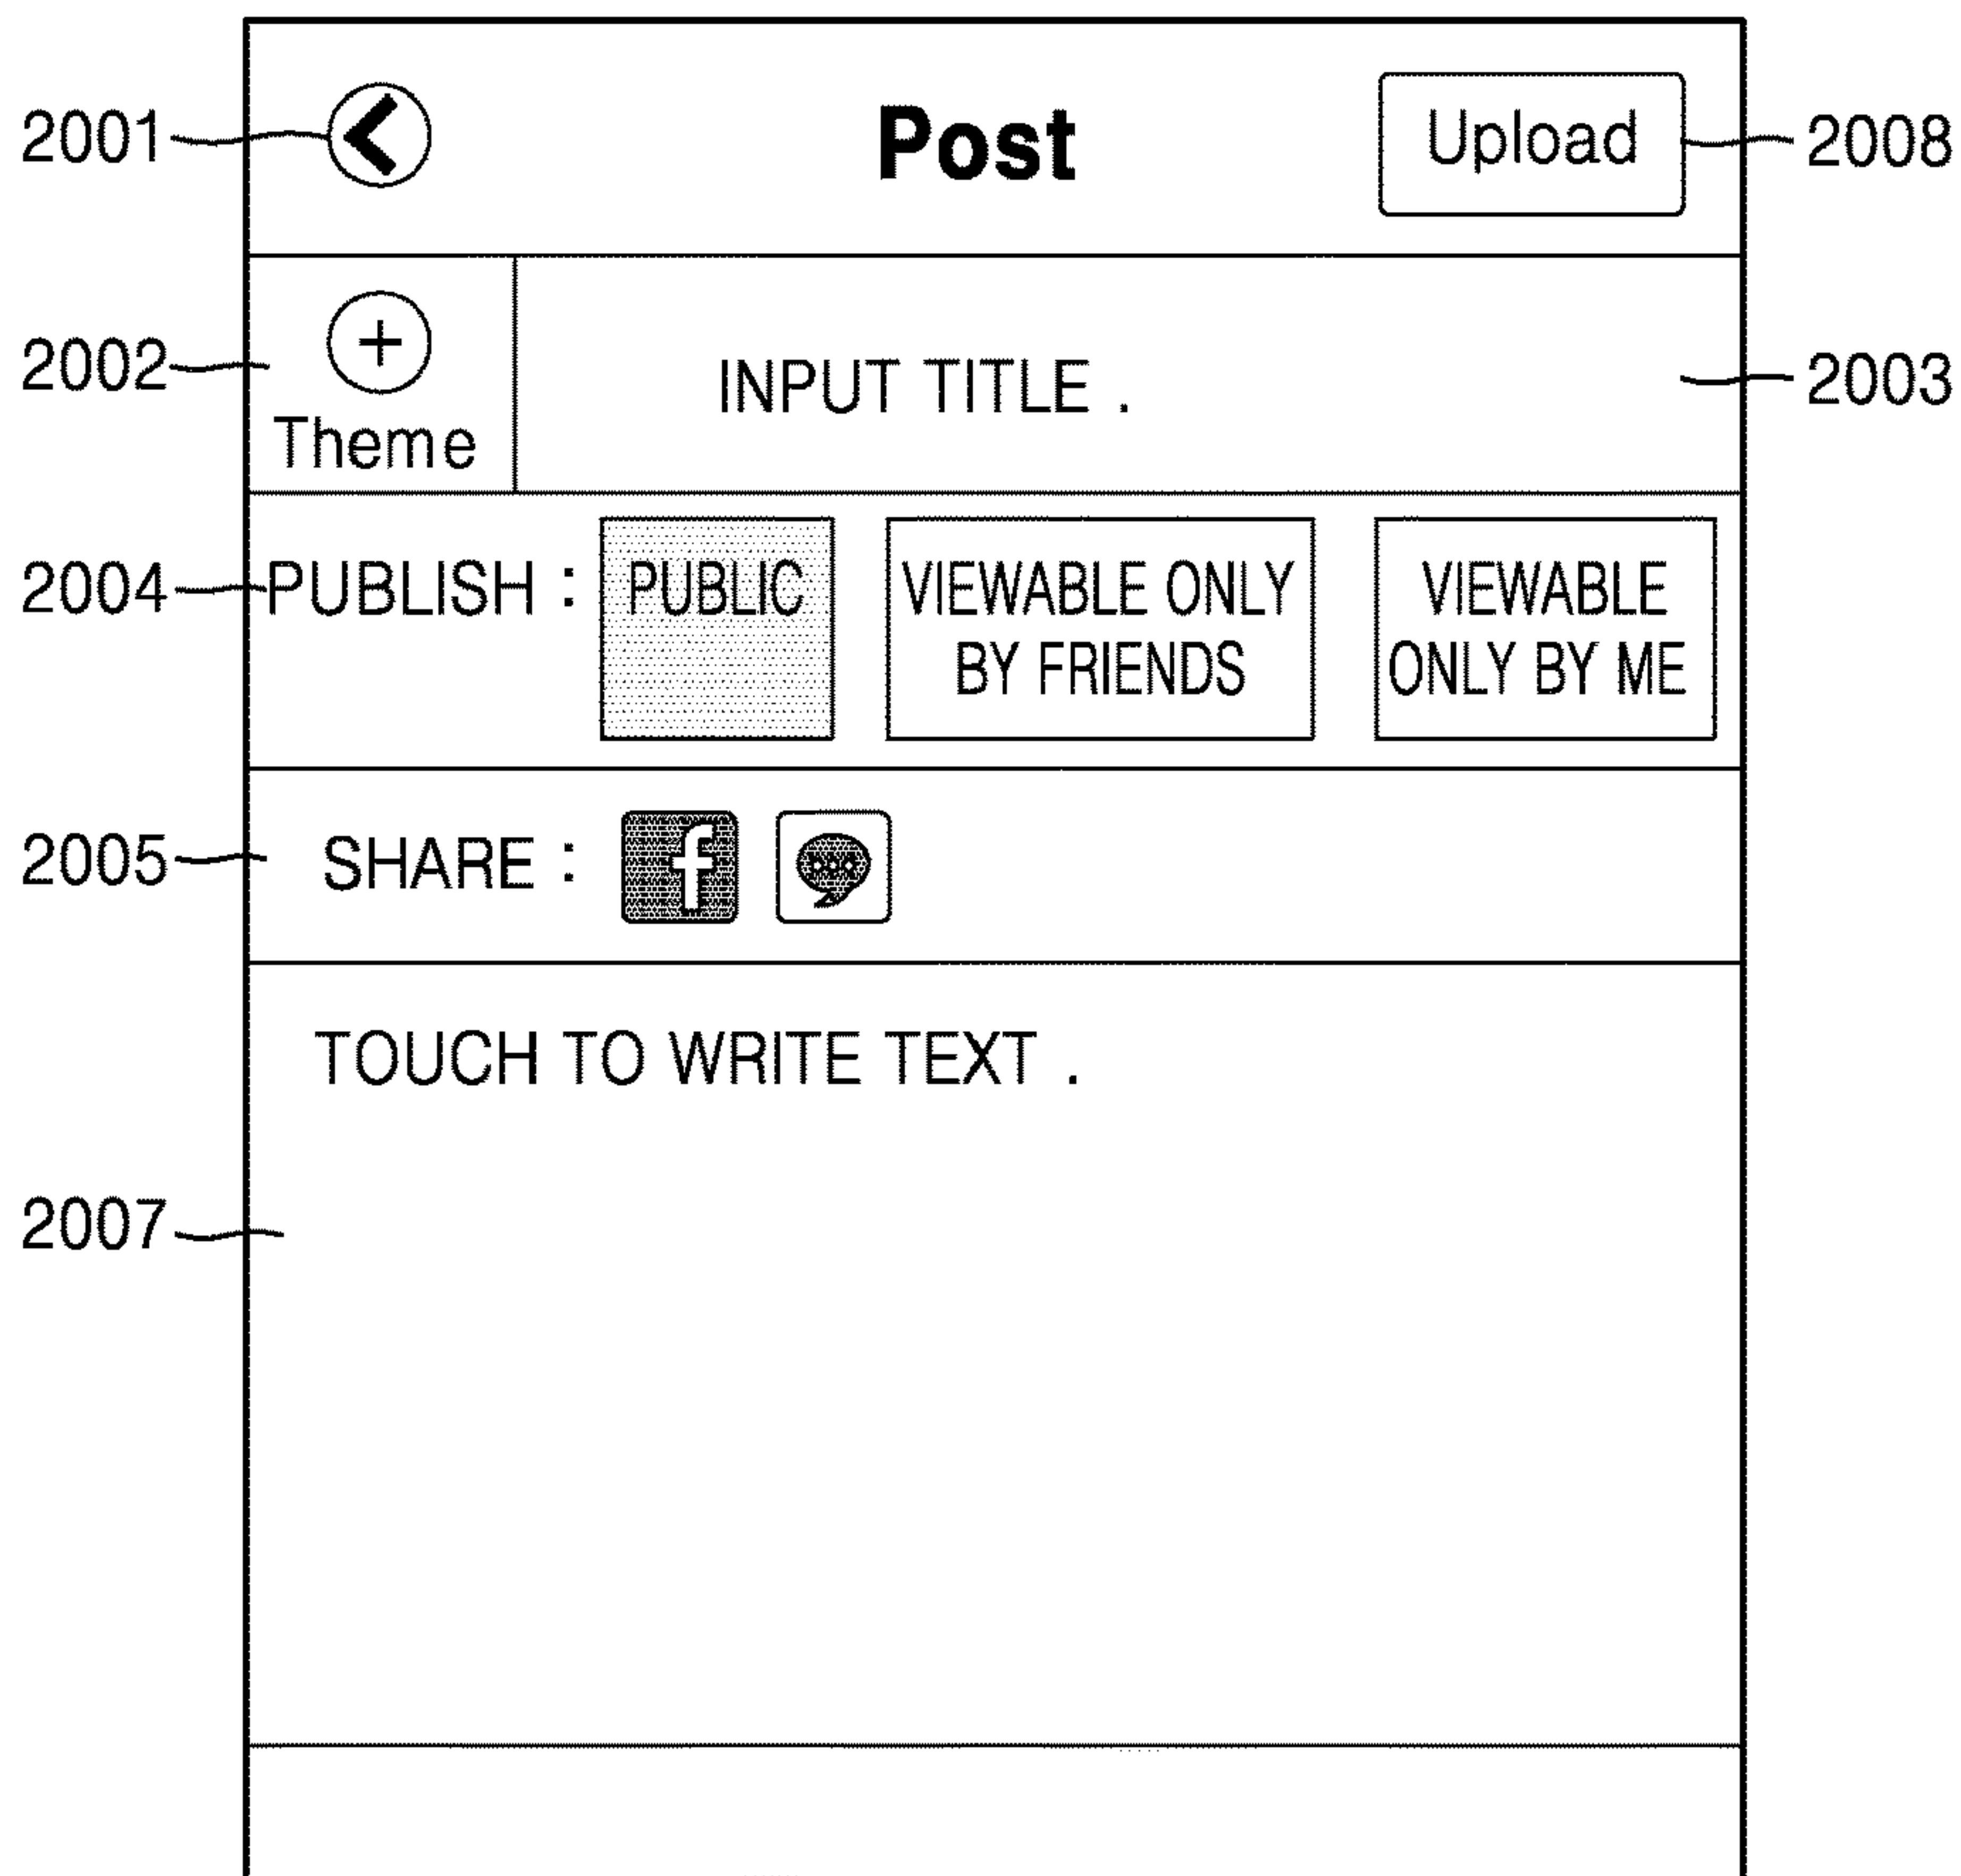 2001 Post Upload 2008
2002 + Theme INPUT TITLE . 2003
2004 PUBLISH : PUBLIC VIEWABLE ONLY BY FRIENDS VIEWABLE ONLY BY ME
2005 SHARE : f
TOUCH TO WRITE TEXT .
2007